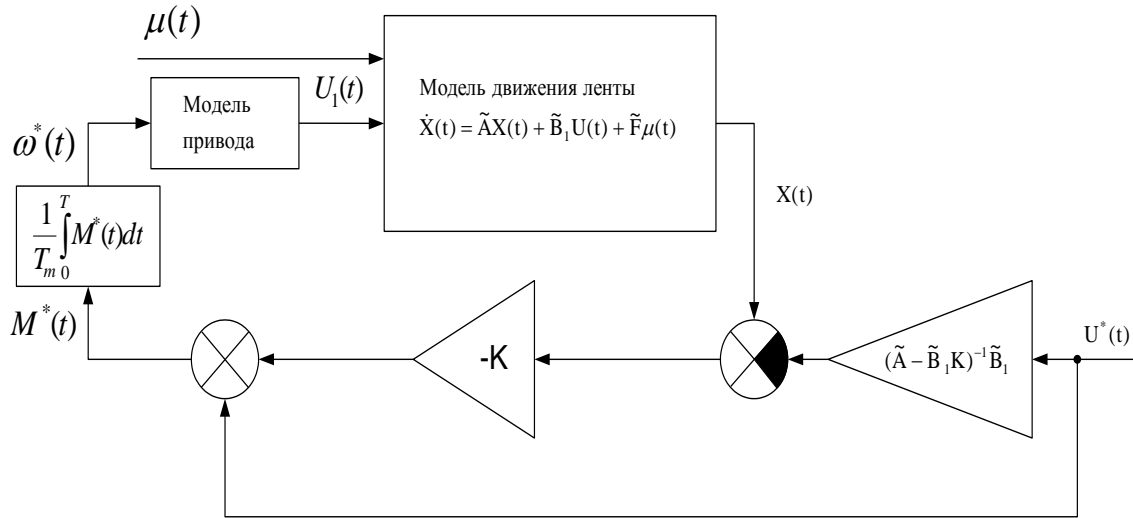 μ(t)
Модель привода
U₁(t)
Модель движения ленты
Ẋ(t) = ÃX(t) + B̃₁U(t) + F̃μ(t)
ω*(t)
X(t)
1/Tₘ ∫₀ᵀ M*(t)dt
M*(t)
-K
(Ã − B̃₁K)⁻¹B̃₁
U*(t)